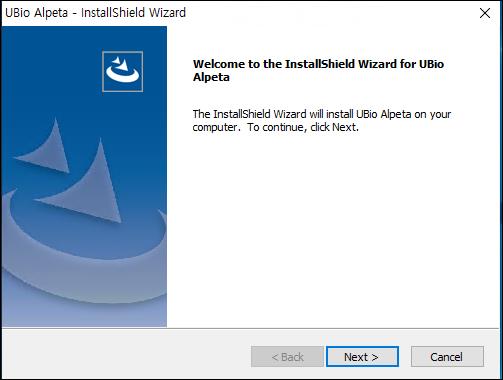 UBio Alpeta - InstallShield Wizard
Welcome to the InstallShield Wizard for UBio
Alpeta
The InstallShield Wizard will install UBio Alpeta on your
computer. To continue, click Next.
< Back
Next >
Cancel